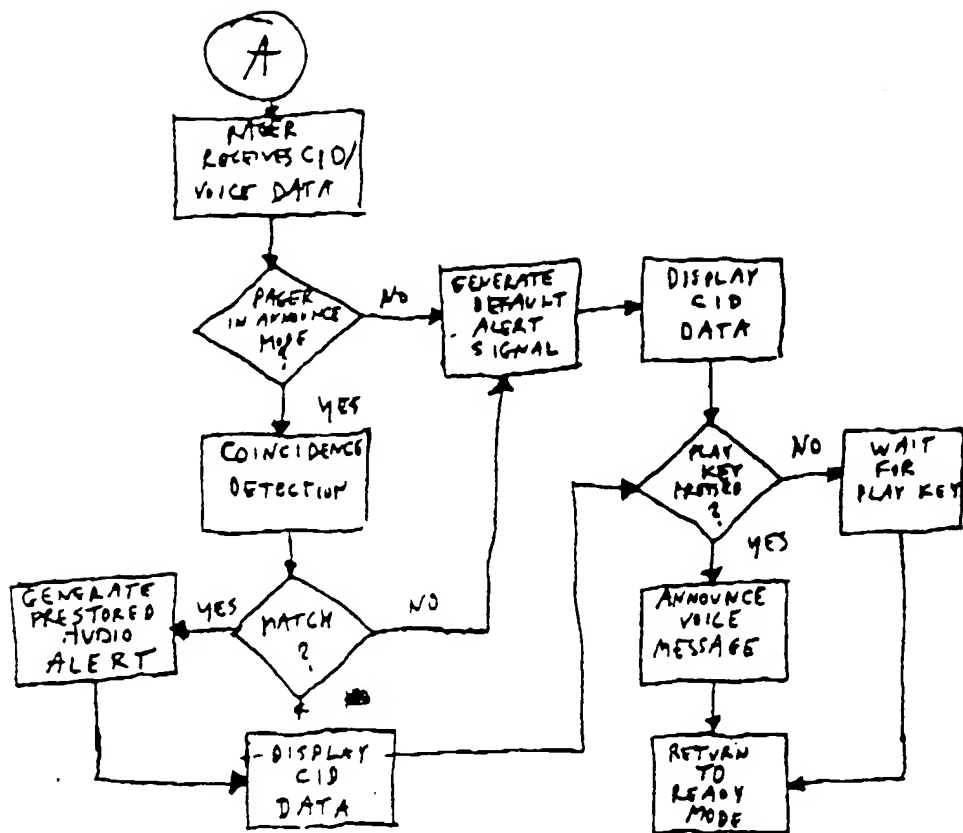 A
PAGER
RECEIVES CID/
VOICE DATA
PAGER
IN ANNOUNCE
MODE
?
NO
YES
GENERATE
DEFAULT
ALERT
SIGNAL
DISPLAY
CID
DATA
COINCIDENCE
DETECTION
PLAY
KEY
PRESSED
?
NO
YES
WAIT
FOR
PLAY KEY
GENERATE
PRESTORED
AUDIO
ALERT
YES
MATCH
?
NO
ANNOUNCE
VOICE
MESSAGE
DISPLAY
CID
DATA
RETURN
TO
READY
MODE